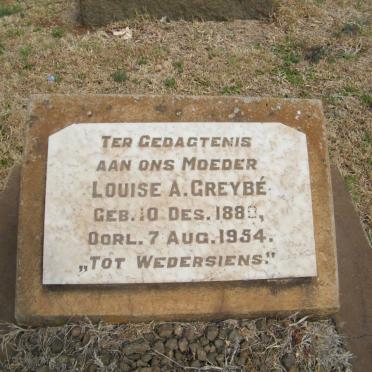 TER GEDAGTENIS
AAN ONS MOEDER
LOUISE A. GREYBÉ
GEB. 10 DES.
OORL. 7 AUG. 1954.
„TOT WEDERSIENS."